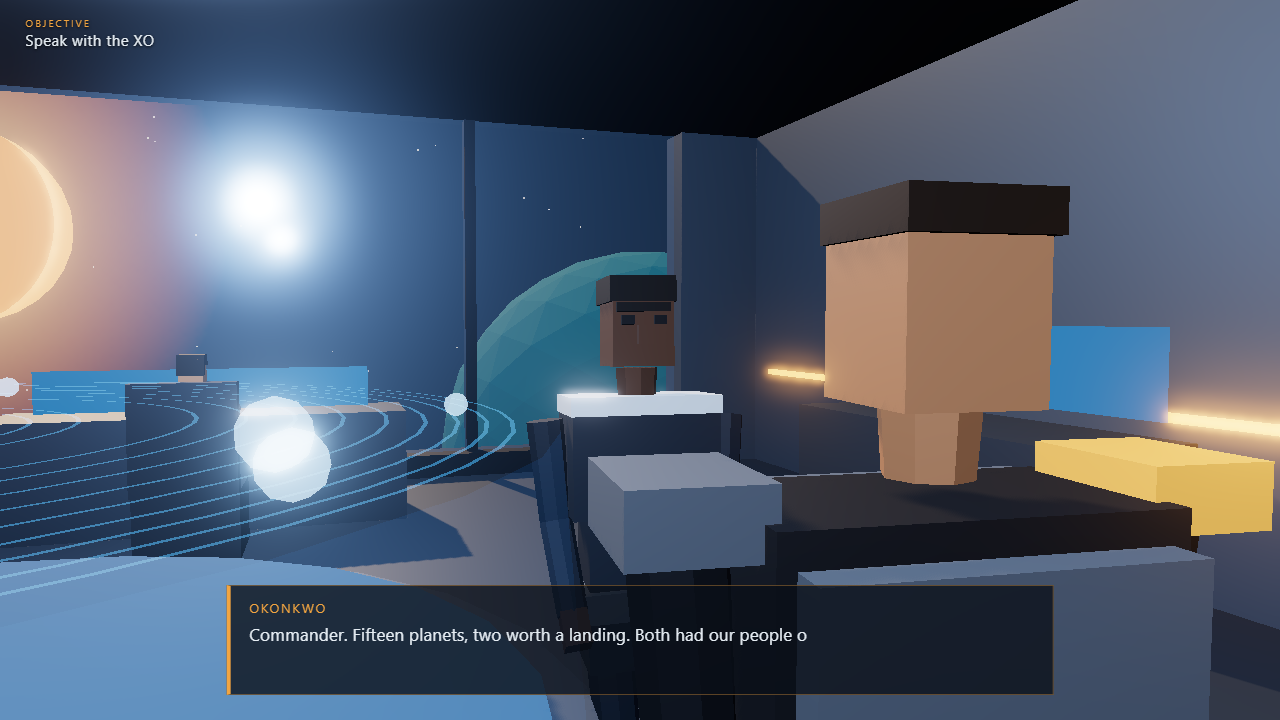 OBJECTIVE
Speak with the XO
OKONKWO
Commander. Fifteen planets, two worth a landing. Both had our people o